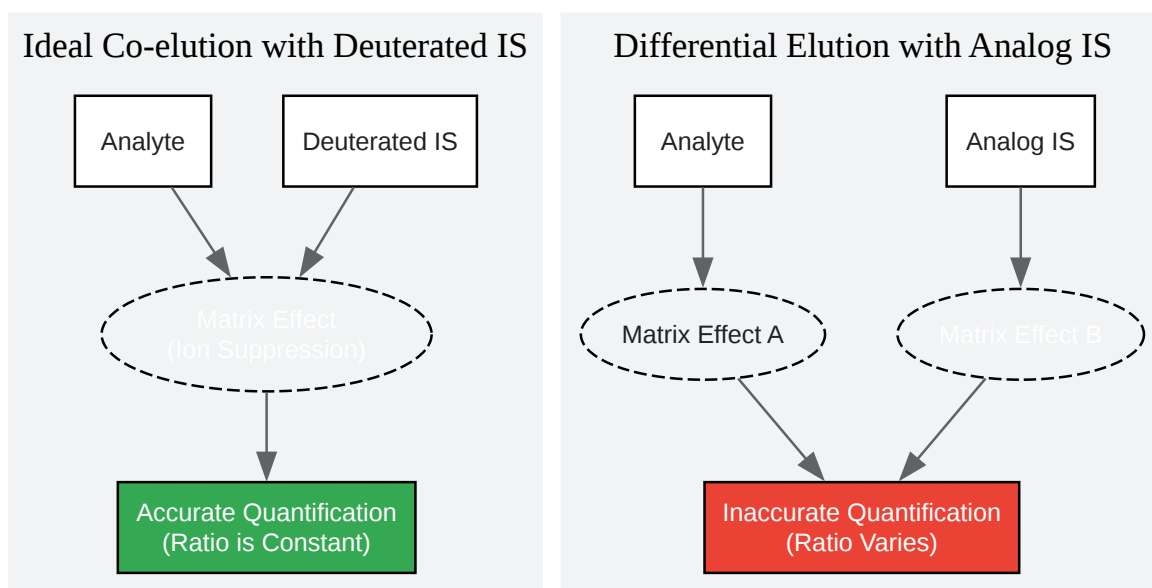 Ideal Co-elution with Deuterated IS
Analyte
Deuterated IS
Matrix Effect
(Ion Suppression)
Accurate Quantification
(Ratio is Constant)
Differential Elution with Analog IS
Analyte
Analog IS
Matrix Effect A
Matrix Effect B
Inaccurate Quantification
(Ratio Varies)